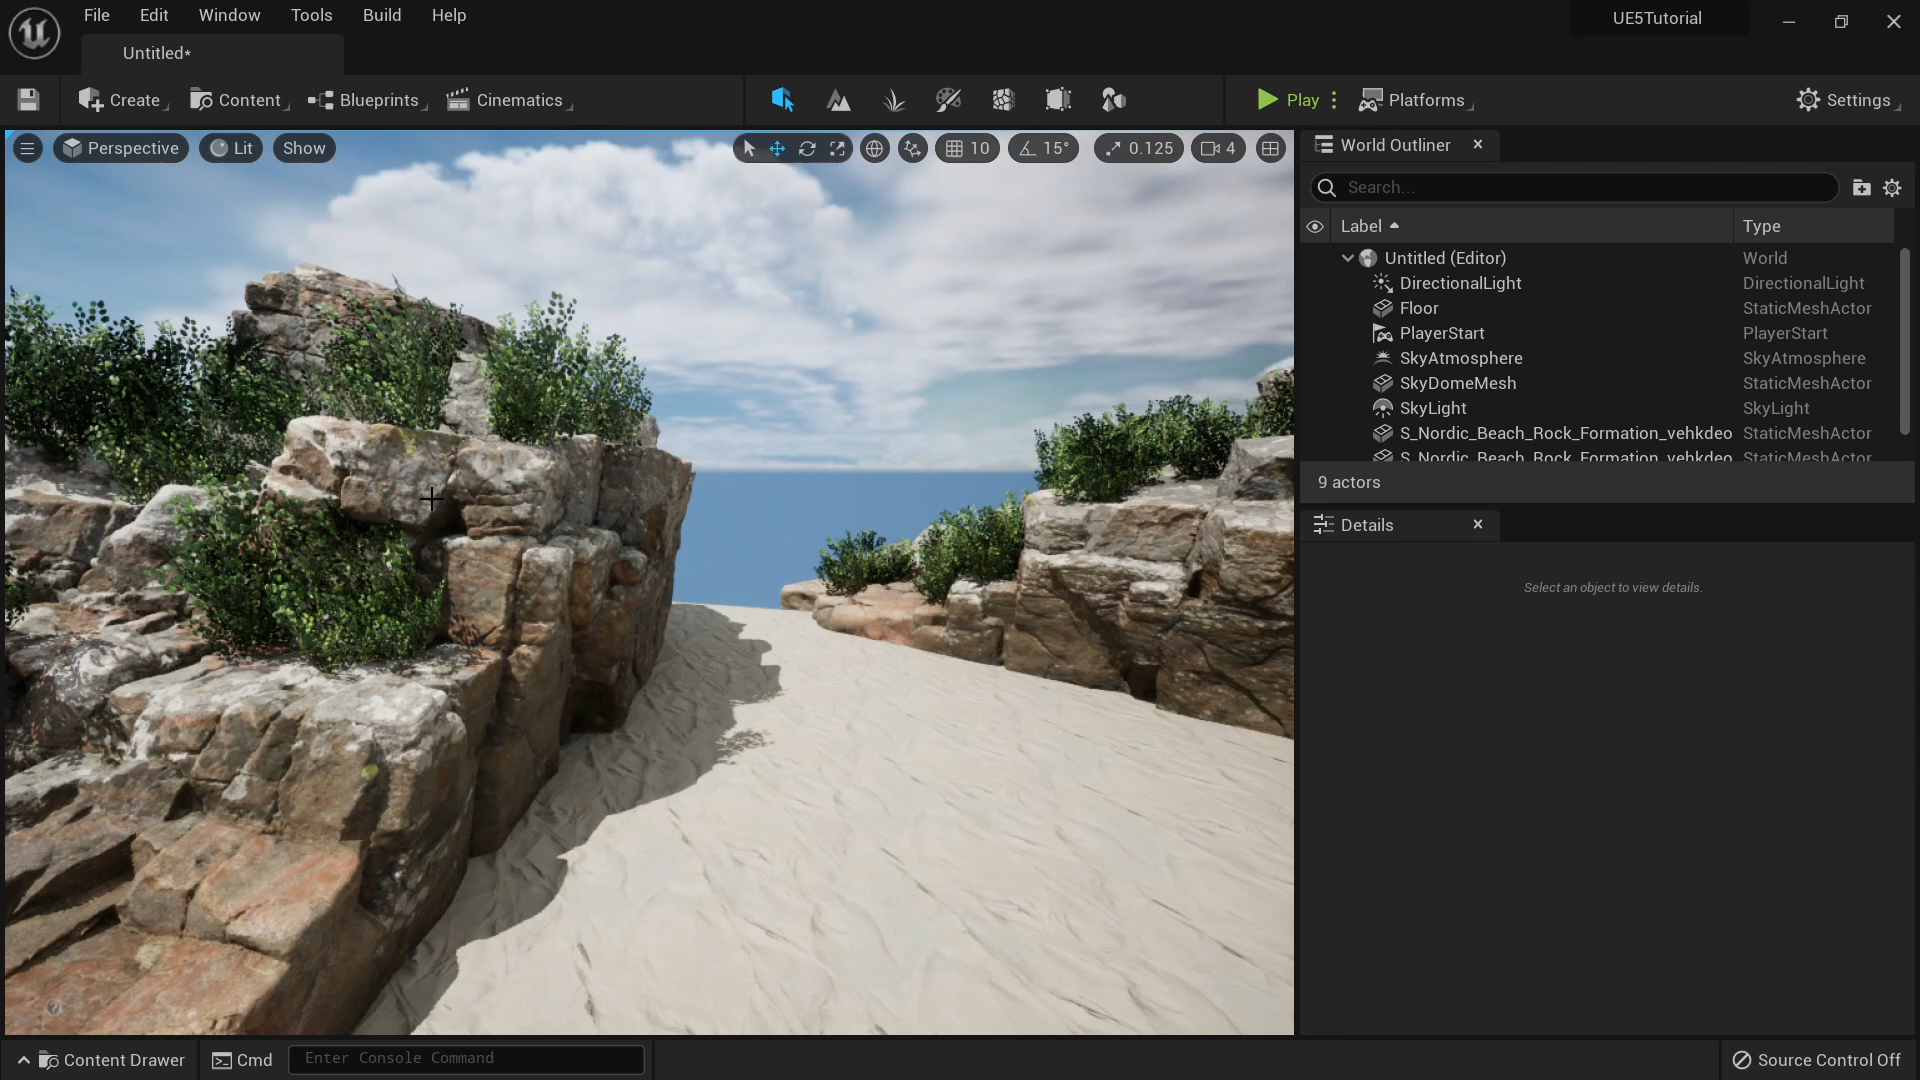 File Edit Window Tools Build Help
UE5Tutorial
Untitled*
Create Content Blueprints Cinematics Play Platforms Settings
Perspective Lit Show 10 15° 0.125 4
World Outliner
Search...
Label Type
Untitled (Editor) World
DirectionalLight DirectionalLight
Floor StaticMeshActor
PlayerStart PlayerStart
SkyAtmosphere SkyAtmosphere
SkyDomeMesh StaticMeshActor
SkyLight SkyLight
S_Nordic_Beach_Rock_Formation_vehkdeo StaticMeshActor
S_Nordic_Beach_Rock_Formation_vehkdeo StaticMeshActor
9 actors
Details
Select an object to view details.
Content Drawer Cmd Enter Console Command Source Control Off